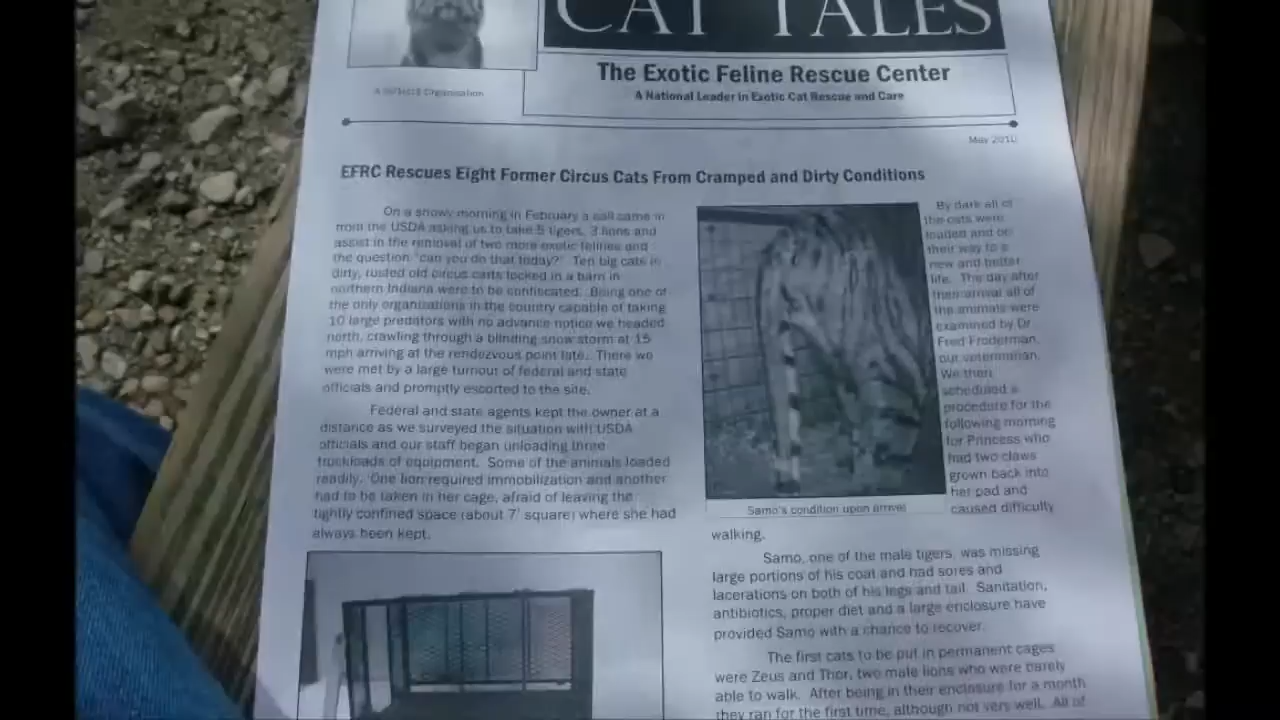 CAT TALES
The Exotic Feline Rescue Center
A National Leader in Exotic Cat Rescue and Care
Organization
May 2010
EFRC Rescues Eight Former Circus Cats From Cramped and Dirty Conditions
On a snowy morning in February a call came in
from the USDA asking us to take 5 tigers, 3 lions and
assist in the removal of two more exotic felines and
the question "can you do that today?" Ten big cats in
dirty, rusted old circus carts locked in a barn in
northern Indiana were to be confiscated. Being one of
the only organizations in the country capable of taking
10 large predators with no advance notice we headed
north, crawling through a blinding snow storm at 15
mph arriving at the rendezvous point late. There we
were met by a large turnout of federal and state
officials and promptly escorted to the site.
Federal and state agents kept the owner at a
distance as we surveyed the situation with USDA
officials and our staff began unloading three
truckloads of equipment. Some of the animals loaded
readily. One lion required immobilization and another
had to be taken in her cage, afraid of leaving the
tightly confined space (about 7' square) where she had
always been kept.
Samo's condition upon arrival
By dark all of
the cats were
loaded and on
their way to a
new and better
life. The day after
their arrival all of
the animals were
examined by Dr.
Fred Froderman,
our veterinarian.
We then
scheduled a
procedure for the
following morning
for Princess who
had two claws
grown back into
her pad and
caused difficulty
walking.
Samo, one of the male tigers, was missing
large portions of his coat and had sores and
lacerations on both of his legs and tail. Sanitation,
antibiotics, proper diet and a large enclosure have
provided Samo with a chance to recover.
The first cats to be put in permanent cages
were Zeus and Thor, two male lions who were barely
able to walk. After being in their enclosure for a month
they ran for the first time, although not very well. All of